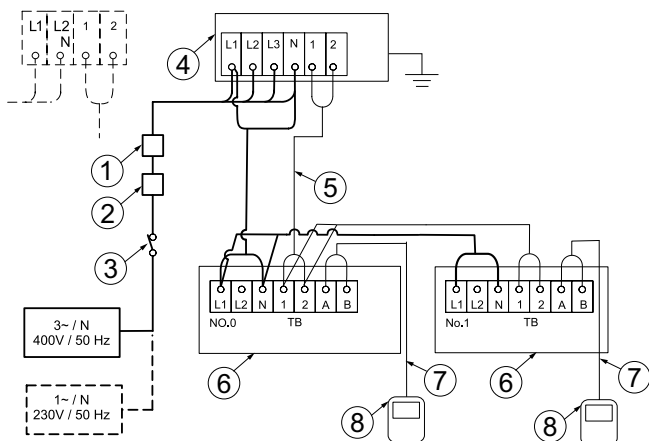 L1 L2 N 1 2
L1 L2 L3 N 1 2
4
1
2
5
3
L1 L2 N 1 2 A B
NO.0 TB
L1 L2 N 1 2 A B
No.1 TB
3~ / N
400V / 50 Hz
6
7
6
7
1~ / N
230V / 50 Hz
8
8